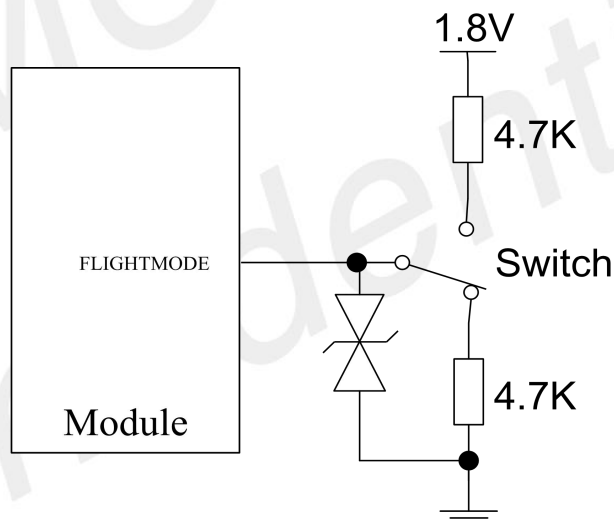 1.8V
4.7K
FLIGHTMODE
Switch
4.7K
Module